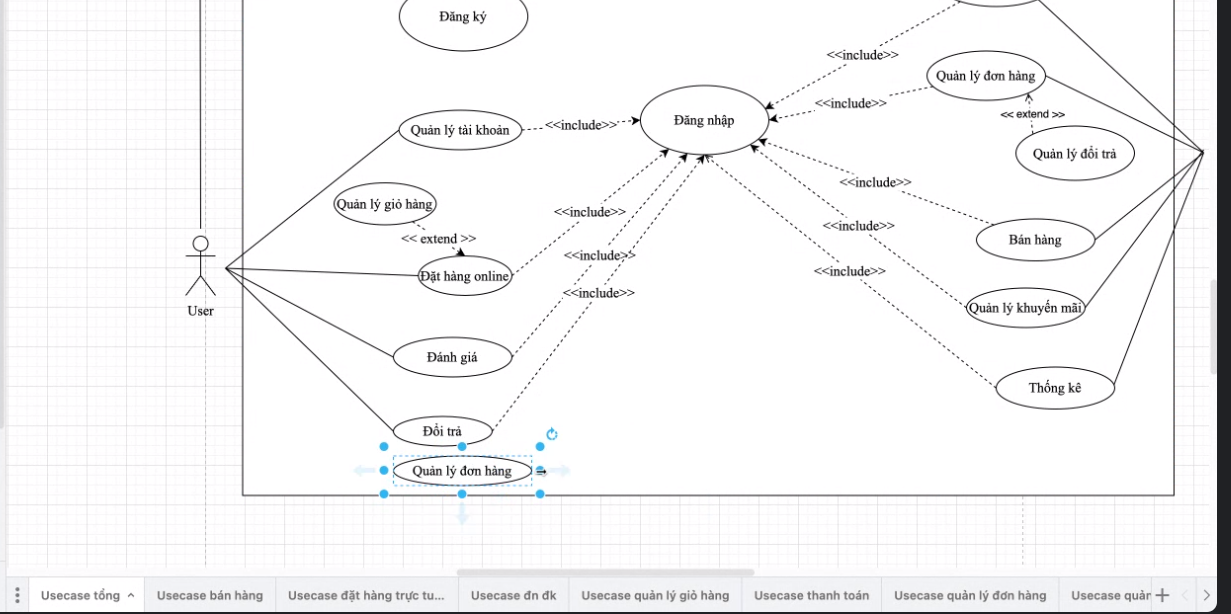 Đăng ký
<<include>>
Quản lý đơn hàng
<<include>>
<< extend >>
Quản lý tài khoản
<<include>>
Đăng nhập
Quản lý đổi trả
<<include>>
Quản lý giỏ hàng
<<include>>
<<include>>
<< extend >>
Bán hàng
<<include>>
<<include>>
Đặt hàng online
<<include>>
User
Quản lý khuyến mãi
Đánh giá
Thống kê
Đổi trả
Quản lý đơn hàng
Usecase tổng
Usecase bán hàng
Usecase đặt hàng trực tu...
Usecase đn đk
Usecase quản lý giỏ hàng
Usecase thanh toán
Usecase quản lý đơn hàng
Usecase quản